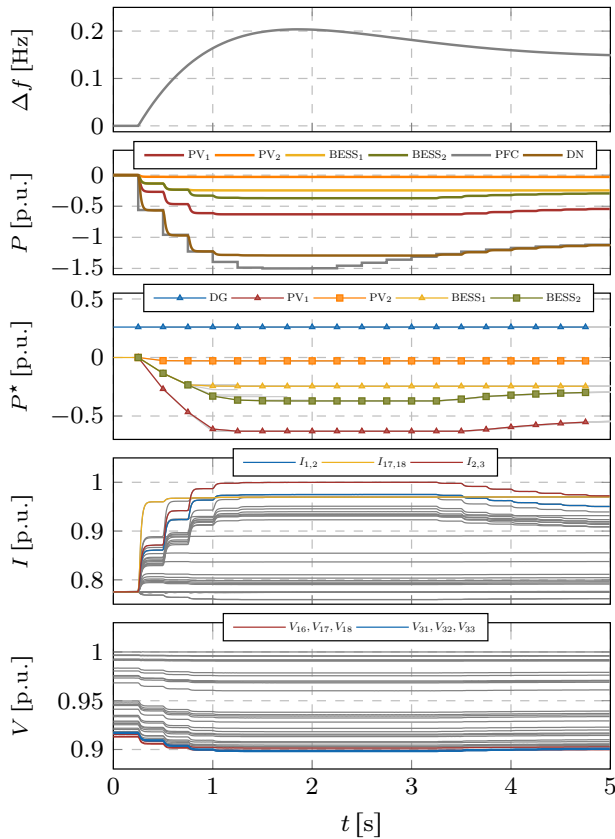 Δf [Hz]
0.2
0.1
0
PV₁ PV₂ BESS₁ BESS₂ PFC DN
P [p.u.]
0
−0.5
−1
−1.5
DG PV₁ PV₂ BESS₁ BESS₂
P★ [p.u.]
0.5
0
−0.5
I₁,₂ I₁₇,₁₈ I₂,₃
I [p.u.]
1
0.9
0.8
V₁₆, V₁₇, V₁₈ V₃₁, V₃₂, V₃₃
V [p.u.]
1
0.95
0.9
0 1 2 3 4 5
t [s]